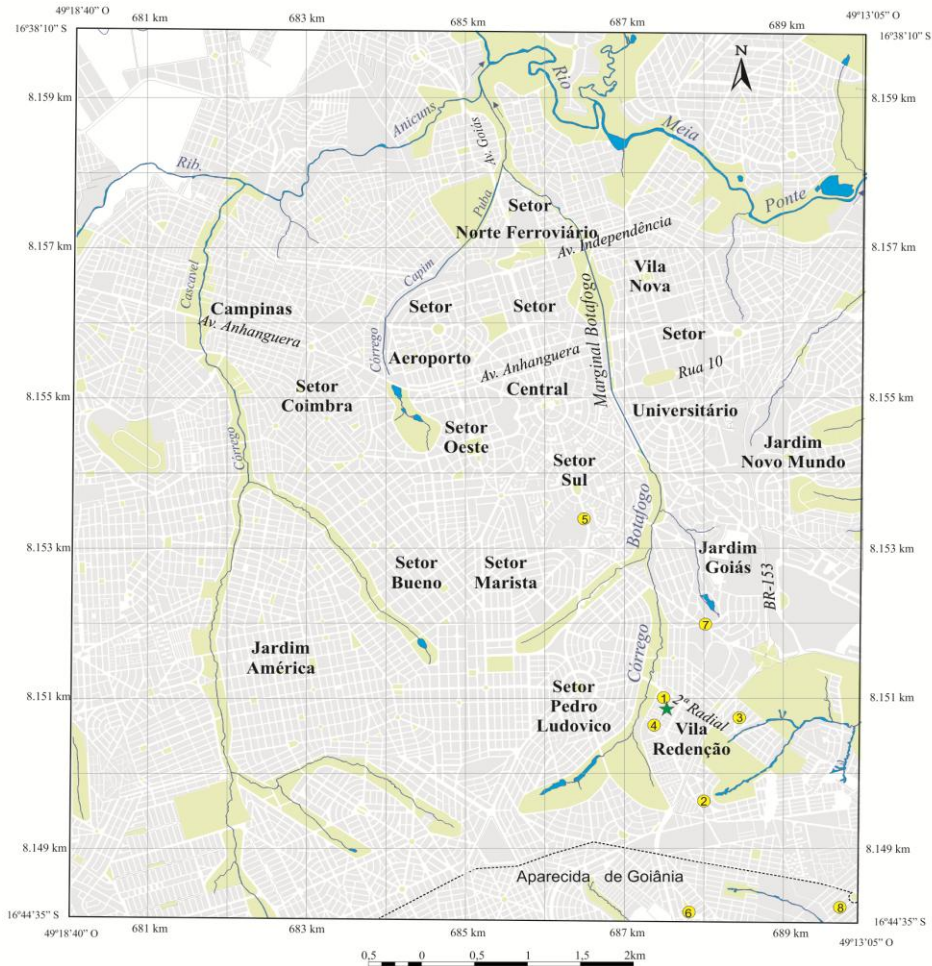 49°18'40" O
681 km
683 km
685 km
687 km
49°13'05" O
16°38'10" S
16°38'10" S
N
8.159 km
8.159 km
Rio
Meia
Ponte
Anicuns
Rib.
Av. Goiás
Puba
Setor
Norte Ferroviário
Av. Independência
8.157 km
8.157 km
Cascavel
Capim
Vila
Nova
Campinas
Setor
Setor
Setor
Av. Anhanguera
Marginal Botafogo
Córrego
Aeroporto
Av. Anhanguera
Rua 10
Setor
Coimbra
Central
8.155 km
8.155 km
Universitário
Córrego
Setor
Oeste
Jardim
Novo Mundo
Setor
Sul
5
Botafogo
8.153 km
8.153 km
Jardim
Goiás
Setor
Bueno
Setor
Marista
BR-153
7
Jardim
América
Córrego
8.151 km
8.151 km
Setor
Pedro
Ludovico
1
2ª Radial
3
4
Vila
Redenção
2
8.149 km
8.149 km
Aparecida de Goiânia
6
8
16°44'35" S
16°44'35" S
49°18'40" O
683 km
685 km
687 km
689 km
49°13'05" O
0,5
0
0,5
1
1,5
2km